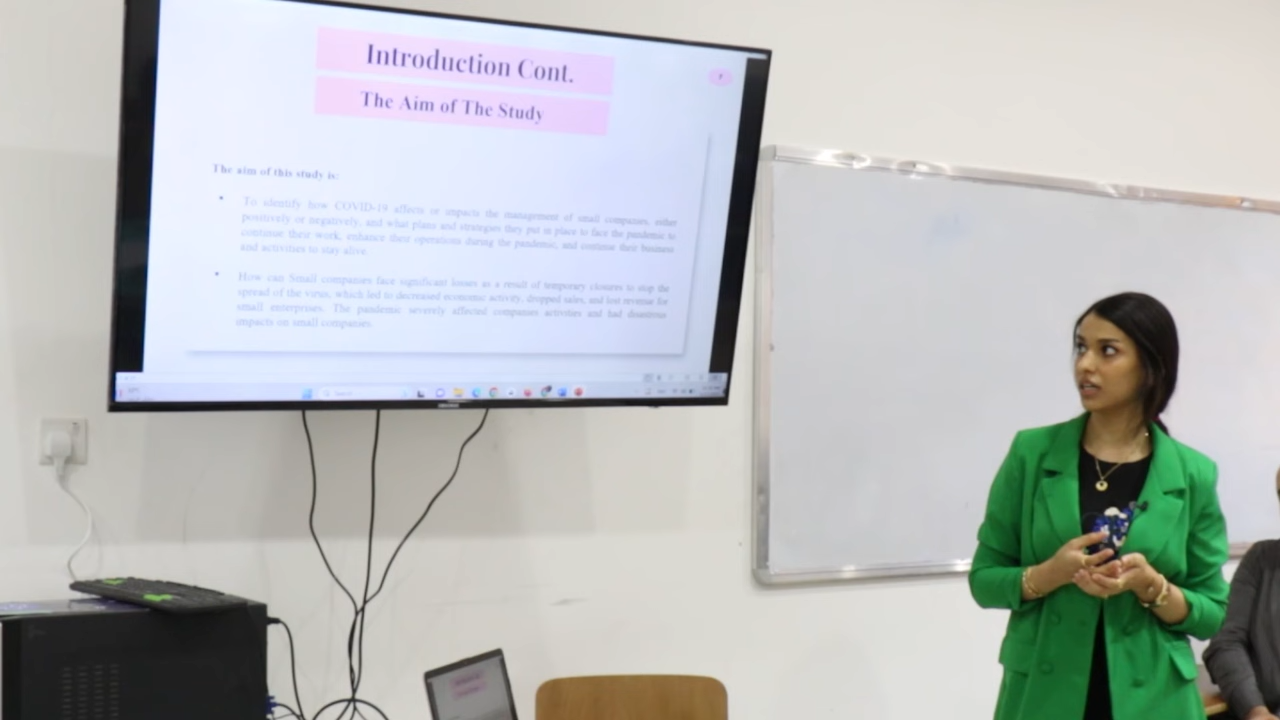 Introduction Cont.
The Aim of The Study
The aim of this study is:
• To identify how COVID-19 affects or impacts the management of small companies, either
positively or negatively, and what plans and strategies they put in place to face the pandemic to
continue their work, enhance their operations during the pandemic, and continue their business
and activities to stay alive.
• How can Small companies face significant losses as a result of temporary closures to stop the
spread of the virus, which led to decreased economic activity, dropped sales, and lost revenue for
small enterprises. The pandemic severely affected companies activities and had disastrous
impacts on small companies.
Search